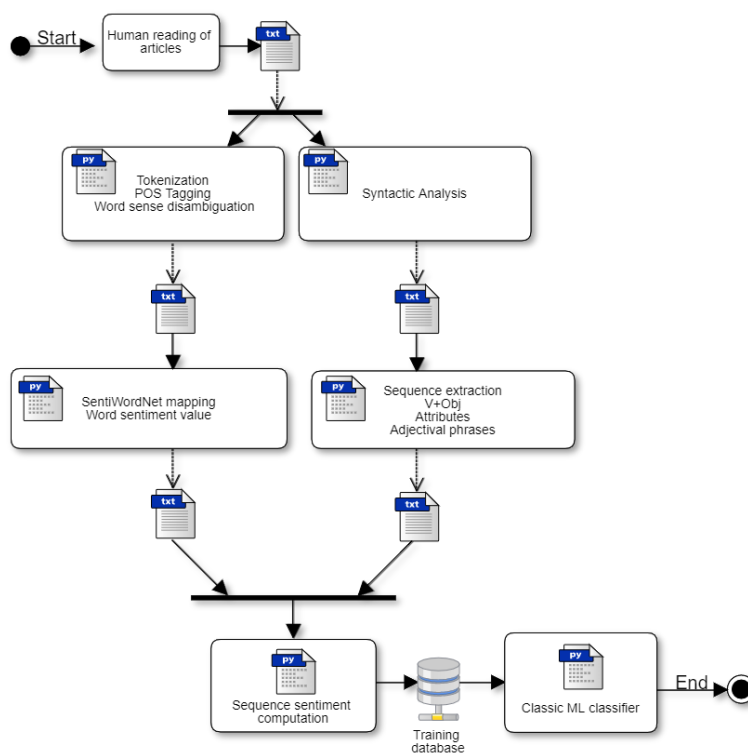 Start
Human reading of
articles
txt
py
Tokenization
POS Tagging
Word sense disambiguation
py
Syntactic Analysis
txt
txt
py
SentiWordNet mapping
Word sentiment value
py
Sequence extraction
V+Obj
Attributes
Adjectival phrases
txt
txt
py
Sequence sentiment
computation
Training
database
py
Classic ML classifier
End